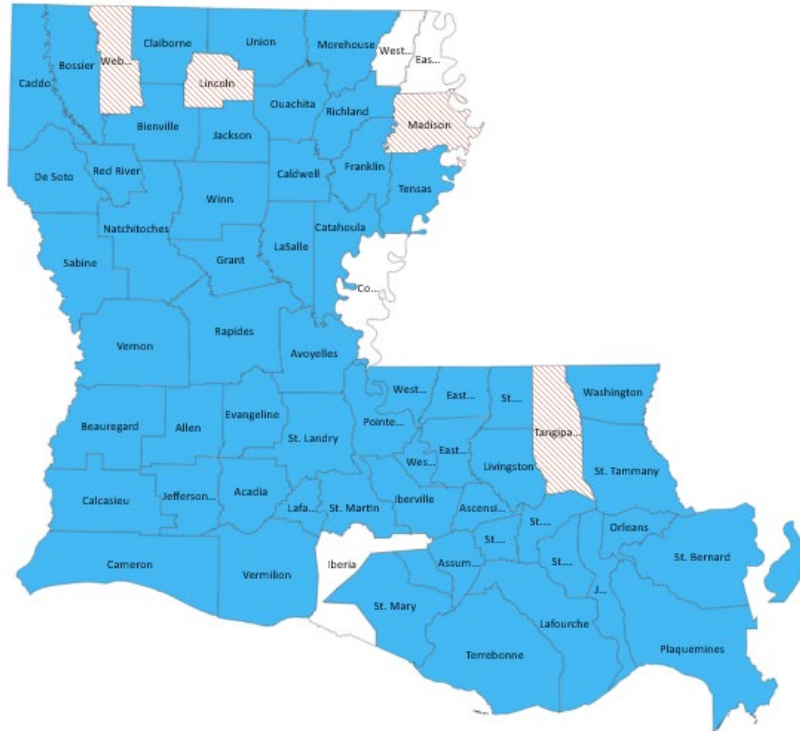 Claiborne
Union
Morehouse
West...
Eas...
Bossier
Web...
Caddo
Lincoln
Ouachita
Richland
Madison
Bienville
Jackson
De Soto
Red River
Caldwell
Franklin
Tensas
Winn
Natchitoches
Catahoula
LaSalle
Grant
Sabine
Co...
Rapides
Vernon
Avoyelles
West...
East...
St....
Washington
Beauregard
Allen
Evangeline
Pointe...
Tangipa...
St. Landry
Wes...
East...
Livingston
St. Tammany
Calcasieu
Jefferson...
Acadia
Lafa...
St. Martin
Iberville
Ascensi...
St....
Orleans
St....
St. Bernard
Cameron
Vermilion
Iberia
Assum...
St....
J...
St. Mary
Lafourche
Terrebonne
Plaquemines